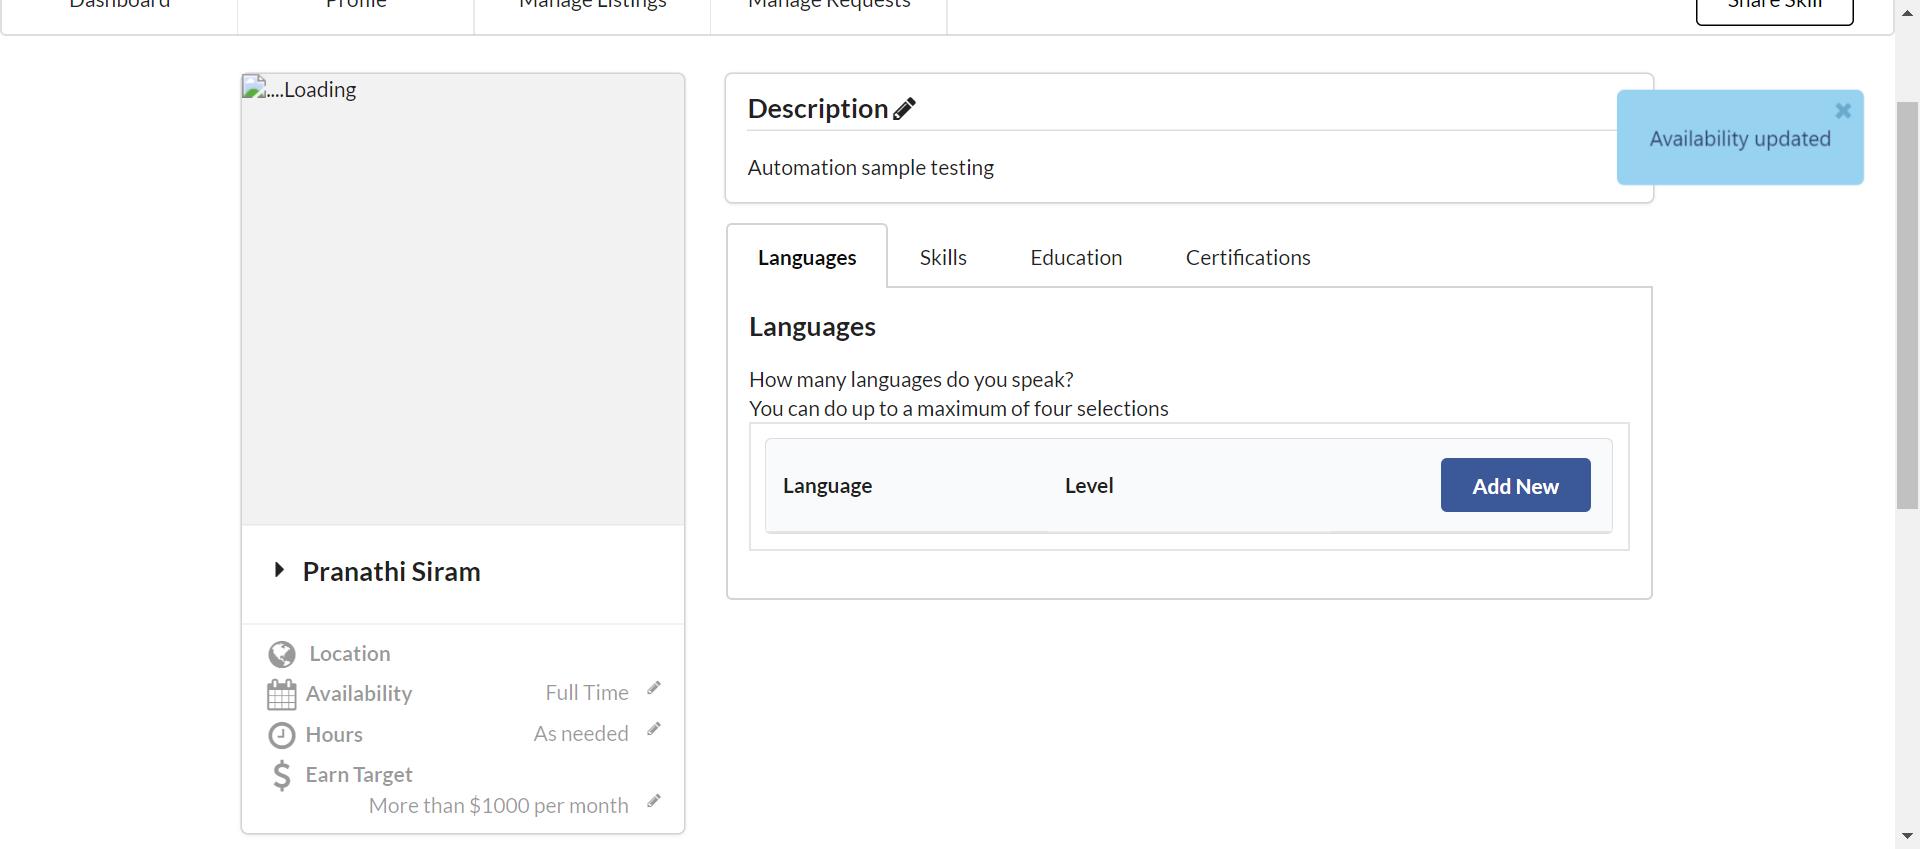 Dashboard
Profile
Manage Listings
Manage Requests
Share Skill
....Loading
Description
Automation sample testing
Availability updated
Languages
Skills
Education
Certifications
Languages
How many languages do you speak?
You can do up to a maximum of four selections
Language
Level
Add New
Pranathi Siram
Location
Availability
Full Time
Hours
As needed
Earn Target
More than $1000 per month